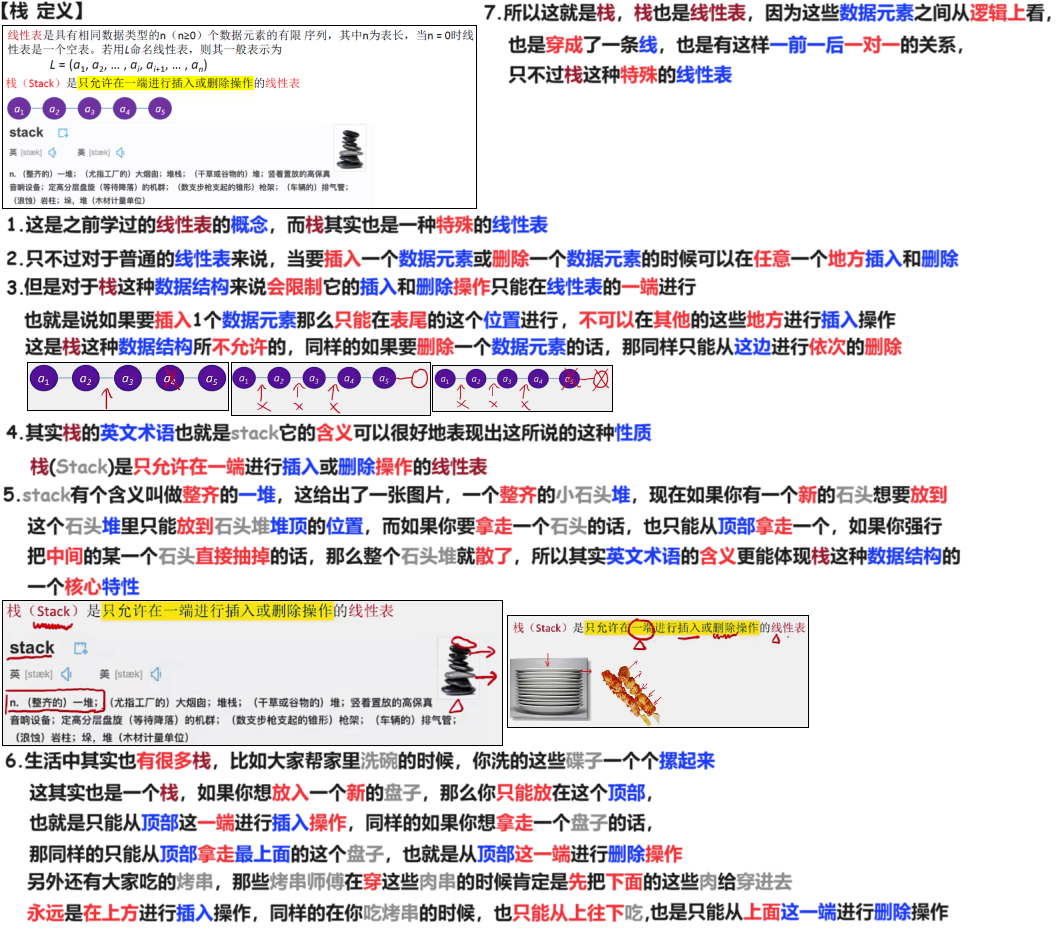 【栈 定义】
线性表是具有相同数据类型的n（n≥0）个数据元素的有限 序列，其中n为表长，当n = 0时线
性表是一个空表。若用L命名线性表，则其一般表示为
L = (a1, a2, … , ai, ai+1, … , an)
栈（Stack）是只允许在一端进行插入或删除操作的线性表
a1 a2 a3 a4 a5
stack
英 [stæk] 美 [stæk]
n. （整齐的）一堆；（尤指工厂的）大烟囱；堆栈；（干草或谷物的）堆；竖着置放的高保真
音响设备；定高分层盘旋（等待降落）的机群；（数支步枪支起的锥形）枪架；（车辆的）排气管；
（浪蚀）岩柱；垛，堆（木材计量单位）
1.这是之前学过的线性表的概念，而栈其实也是一种特殊的线性表
2.只不过对于普通的线性表来说，当要插入一个数据元素或删除一个数据元素的时候可以在任意一个地方插入和删除
3.但是对于栈这种数据结构来说会限制它的插入和删除操作只能在线性表的一端进行
也就是说如果要插入1个数据元素那么只能在表尾的这个位置进行，不可以在其他的这些地方进行插入操作
这是栈这种数据结构所不允许的，同样的如果要删除一个数据元素的话，那同样只能从这边进行依次的删除
a1 a2 a3 a4 a5 a1 a2 a3 a4 a5 a1 a2 a3 a4 a5
4.其实栈的英文术语也就是stack它的含义可以很好地表现出这所说的这种性质
栈(Stack)是只允许在一端进行插入或删除操作的线性表
5.stack有个含义叫做整齐的一堆，这给出了一张图片，一个整齐的小石头堆，现在如果你有一个新的石头想要放到
这个石头堆里只能放到石头堆堆顶的位置，而如果你要拿走一个石头的话，也只能从顶部拿走一个，如果你强行
把中间的某一个石头直接抽掉的话，那么整个石头堆就散了，所以其实英文术语的含义更能体现栈这种数据结构的
一个核心特性
栈（Stack）是只允许在一端进行插入或删除操作的线性表
stack
英 [stæk] 美 [stæk]
n. （整齐的）一堆；（尤指工厂的）大烟囱；堆栈；（干草或谷物的）堆；竖着置放的高保真
音响设备；定高分层盘旋（等待降落）的机群；（数支步枪支起的锥形）枪架；（车辆的）排气管；
（浪蚀）岩柱；垛，堆（木材计量单位）
栈（Stack）是只允许在一端进行插入或删除操作的线性表
6.生活中其实也有很多栈，比如大家帮家里洗碗的时候，你洗的这些碟子一个个摞起来
这其实也是一个栈，如果你想放入一个新的盘子，那么你只能放在这个顶部，
也就是只能从顶部这一端进行插入操作，同样的如果你想拿走一个盘子的话，
那同样的只能从顶部拿走最上面的这个盘子，也就是从顶部这一端进行删除操作
另外还有大家吃的烤串，那些烤串师傅在穿这些肉串的时候肯定是先把下面的这些肉给穿进去
永远是在上方进行插入操作，同样的在你吃烤串的时候，也只能从上往下吃,也是只能从上面这一端进行删除操作
7.所以这就是栈，栈也是线性表，因为这些数据元素之间从逻辑上看，
也是穿成了一条线，也是有这样一前一后一对一的关系，
只不过栈这种特殊的线性表